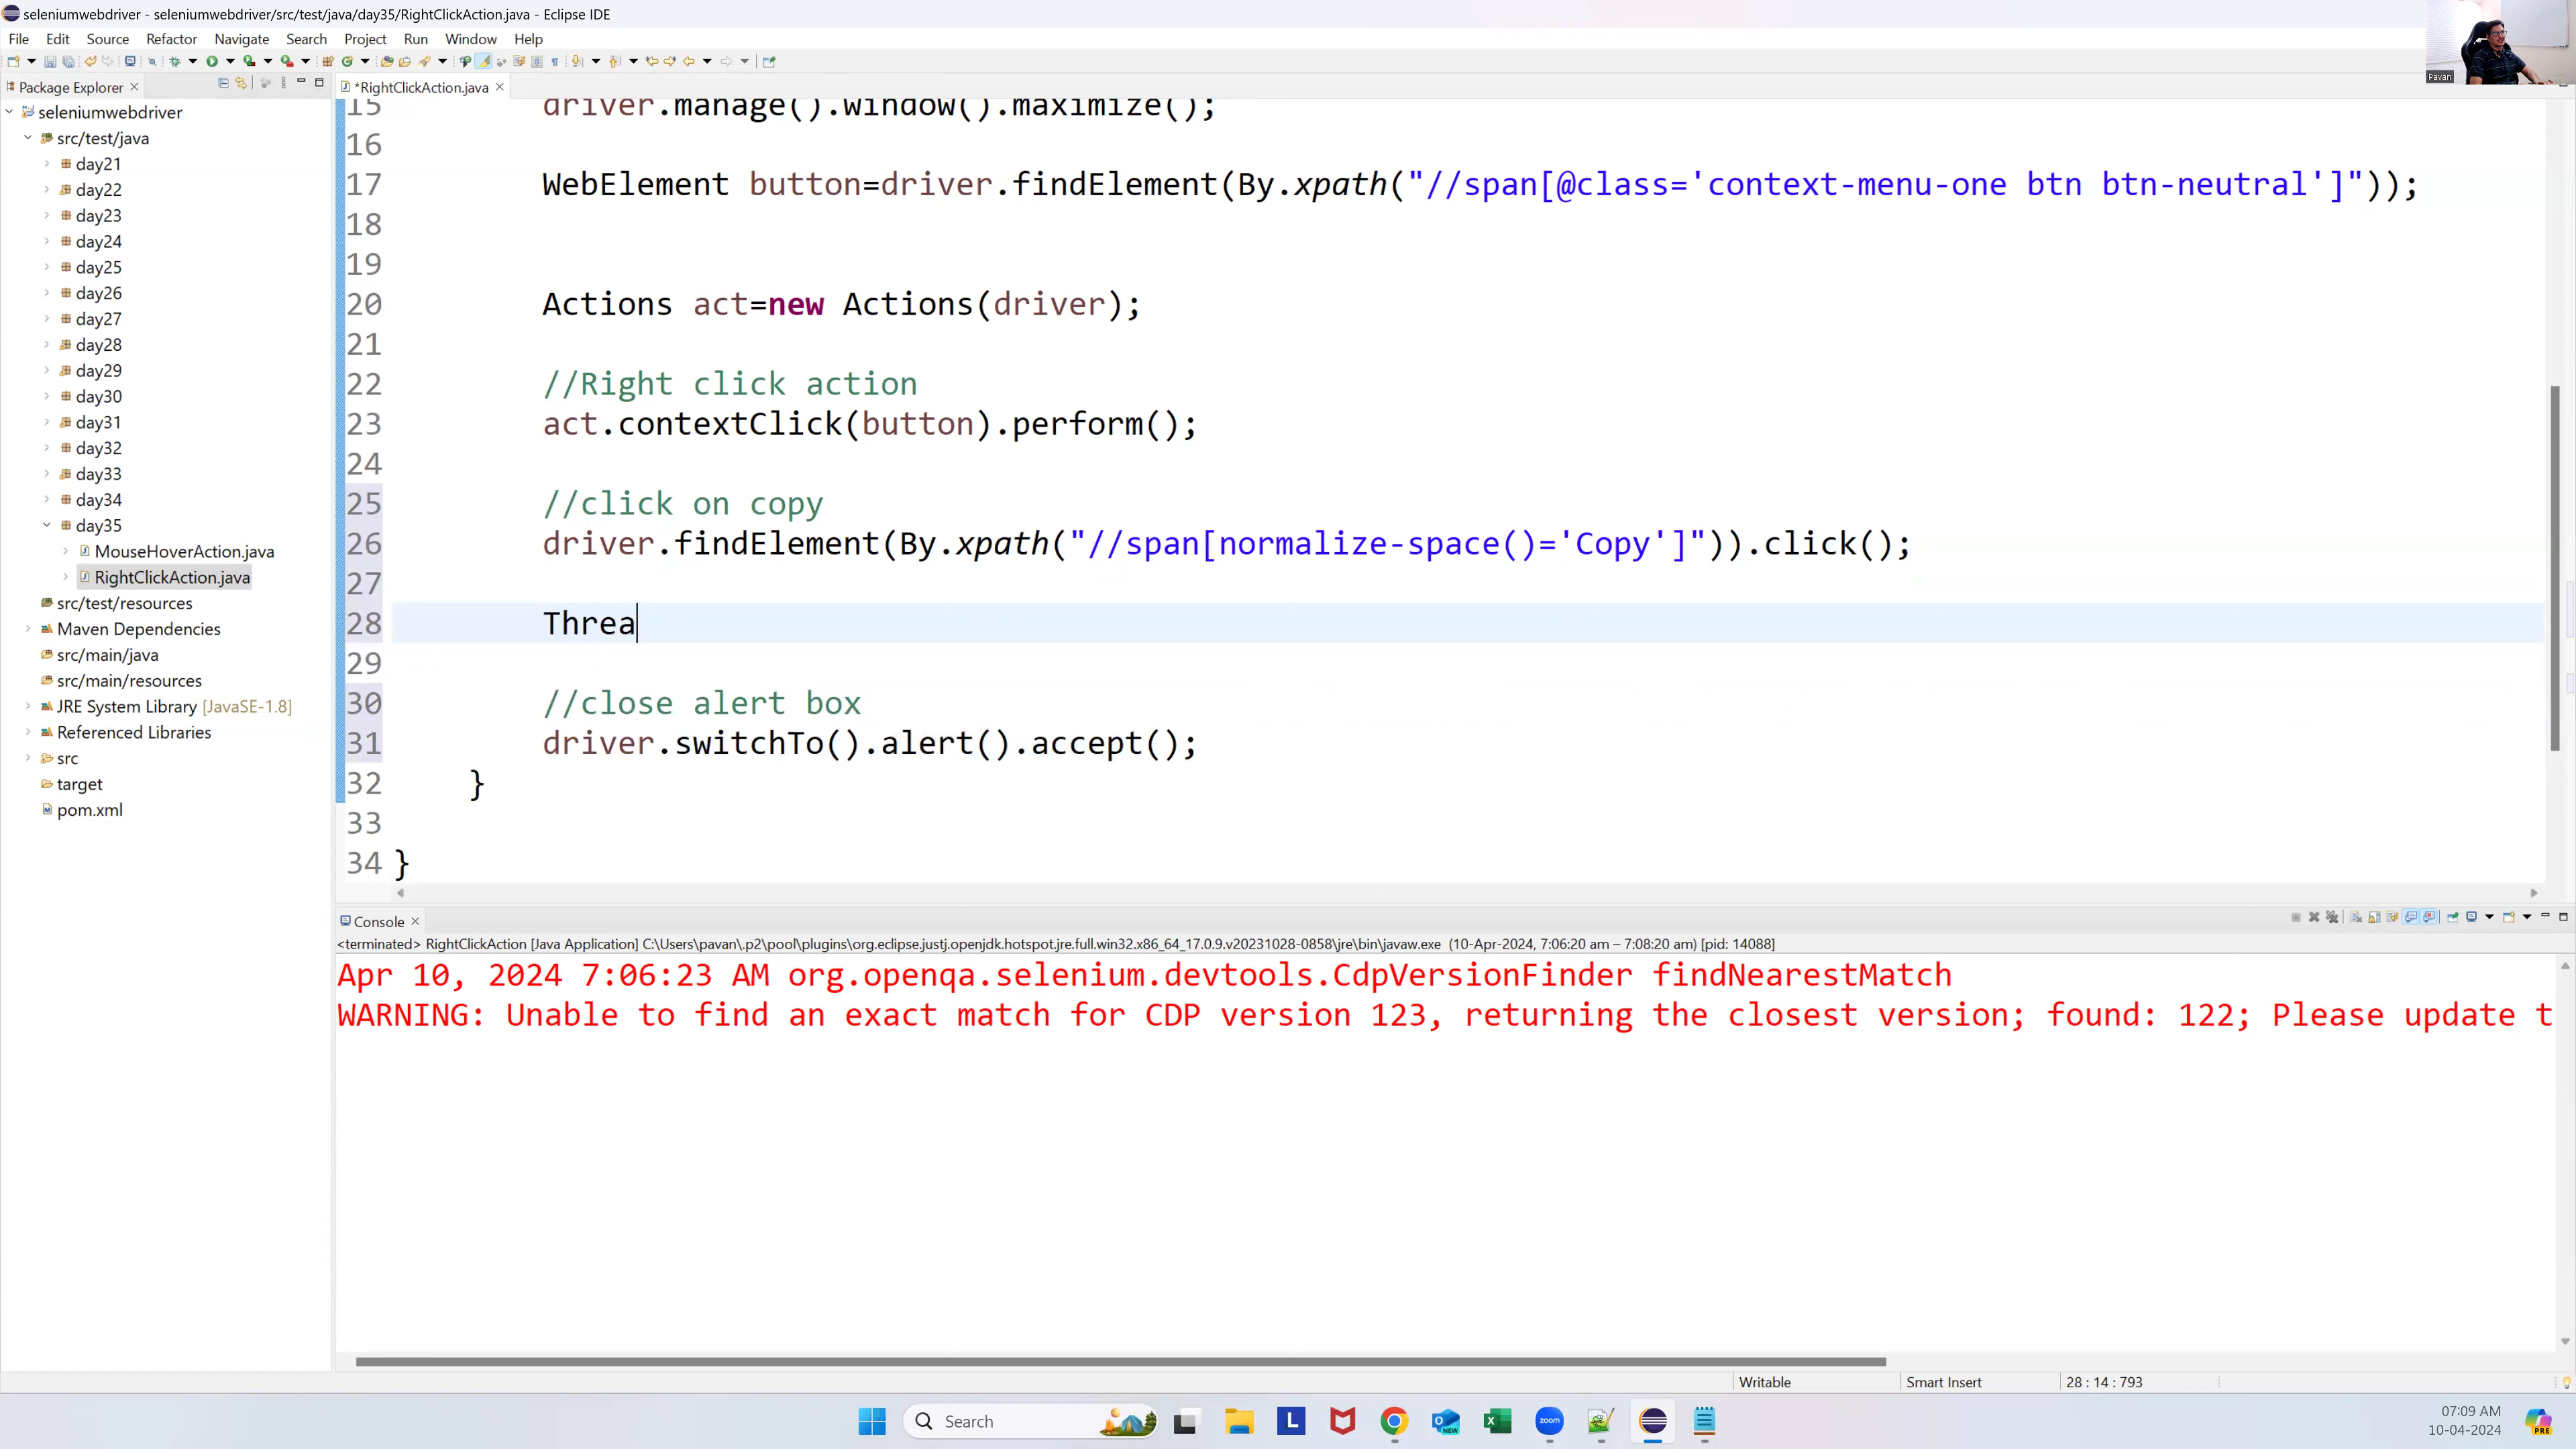 seleniumwebdriver - seleniumwebdriver/src/test/java/day35/RightClickAction.java - Eclipse IDE
File Edit Source Refactor Navigate Search Project Run Window Help
Pavan
Package Explorer
*RightClickAction.java
seleniumwebdriver
src/test/java
day21
day22
day23
day24
day25
day26
day27
day28
day29
day30
day31
day32
day33
day34
day35
MouseHoverAction.java
RightClickAction.java
src/test/resources
Maven Dependencies
src/main/java
src/main/resources
JRE System Library [JavaSE-1.8]
Referenced Libraries
src
target
pom.xml
15 driver.manage().window().maximize();
16
17 WebElement button=driver.findElement(By.xpath("//span[@class='context-menu-one btn btn-neutral']"));
18
19
20 Actions act=new Actions(driver);
21
22 //Right click action
23 act.contextClick(button).perform();
24
25 //click on copy
26 driver.findElement(By.xpath("//span[normalize-space()='Copy']")).click();
27
28 Threa
29
30 //close alert box
31 driver.switchTo().alert().accept();
32 }
33
34 }
Console
<terminated> RightClickAction [Java Application] C:\Users\pavan\.p2\pool\plugins\org.eclipse.justj.openjdk.hotspot.jre.full.win32.x86_64_17.0.9.v20231028-0858\jre\bin\javaw.exe (10-Apr-2024, 7:06:20 am – 7:08:20 am) [pid: 14088]
Apr 10, 2024 7:06:23 AM org.openqa.selenium.devtools.CdpVersionFinder findNearestMatch
WARNING: Unable to find an exact match for CDP version 123, returning the closest version; found: 122; Please update t
Writable Smart Insert 28 : 14 : 793
Search
L
zoom
NEW
PRE
07:09 AM
10-04-2024